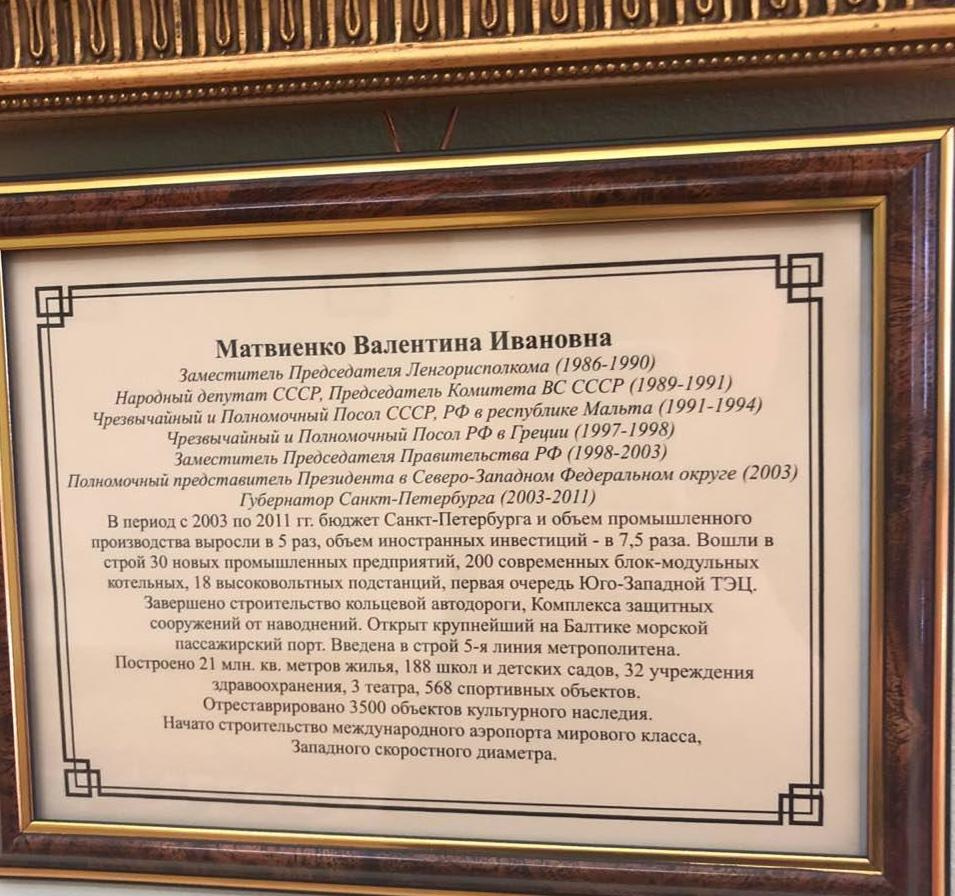 Матвиенко Валентина Ивановна
Заместитель Председателя Ленгорисполкома (1986-1990)
Народный депутат СССР, Председатель Комитета ВС СССР (1989-1991)
Чрезвычайный и Полномочный Посол СССР, РФ в республике Мальта (1991-1994)
Чрезвычайный и Полномочный Посол РФ в Греции (1997-1998)
Заместитель Председателя Правительства РФ (1998-2003)
Полномочный представитель Президента в Северо-Западном Федеральном округе (2003)
Губернатор Санкт-Петербурга (2003-2011)
В период с 2003 по 2011 гг. бюджет Санкт-Петербурга и объем промышленного
производства выросли в 5 раз, объем иностранных инвестиций - в 7,5 раза. Вошли в
строй 30 новых промышленных предприятий, 200 современных блок-модульных
котельных, 18 высоковольтных подстанций, первая очередь Юго-Западной ТЭЦ.
Завершено строительство кольцевой автодороги, Комплекса защитных
сооружений от наводнений. Открыт крупнейший на Балтике морской
пассажирский порт. Введена в строй 5-я линия метрополитена.
Построено 21 млн. кв. метров жилья, 188 школ и детских садов, 32 учреждения
здравоохранения, 3 театра, 568 спортивных объектов.
Отреставрировано 3500 объектов культурного наследия.
Начато строительство международного аэропорта мирового класса,
Западного скоростного диаметра.